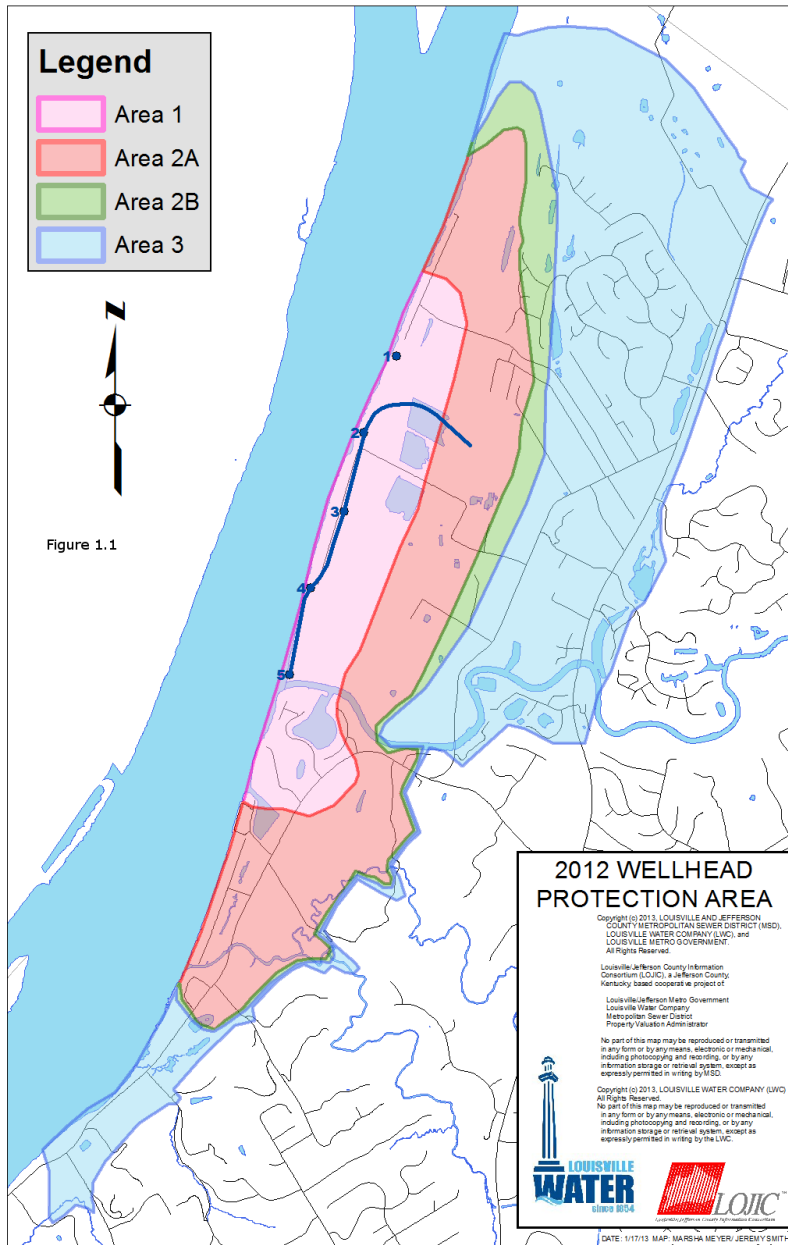 Legend
Area 1
Area 2A
Area 2B
Area 3
N
1
2
3
4
5
Figure 1.1
2012 WELLHEAD
PROTECTION AREA
Copyright (c) 2013, LOUISVILLE AND JEFFERSON
COUNTY METROPOLITAN SEWER DISTRICT (MSD),
LOUISVILLE WATER COMPANY (LWC), and
LOUISVILLE METRO GOVERNMENT.
All Rights Reserved.
Louisville/Jefferson County Information
Consortium (LOJIC), a Jefferson County,
Kentucky, based cooperative project of:
Louisville/Jefferson Metro Government
Louisville Water Company
Metropolitan Sewer District
Property Valuation Administrator
No part of this map may be reproduced or transmitted
in any form or by any means, electronic or mechanical,
including photocopying and recording, or by any
information storage or retrieval system, except as
expressly permitted in writing by MSD.
Copyright (c) 2013, LOUISVILLE WATER COMPANY (LWC)
All Rights Reserved.
No part of this map may be reproduced or transmitted
in any form or by any means, electronic or mechanical,
including photocopying and recording, or by any
information storage or retrieval system, except as
expressly permitted in writing by the LWC.
LOUISVILLE
WATER
since 1854
LOJIC™
Louisville/Jefferson County Information Consortium
DATE: 1/17/13 MAP: MARSHA MEYER/ JEREMY SMITH